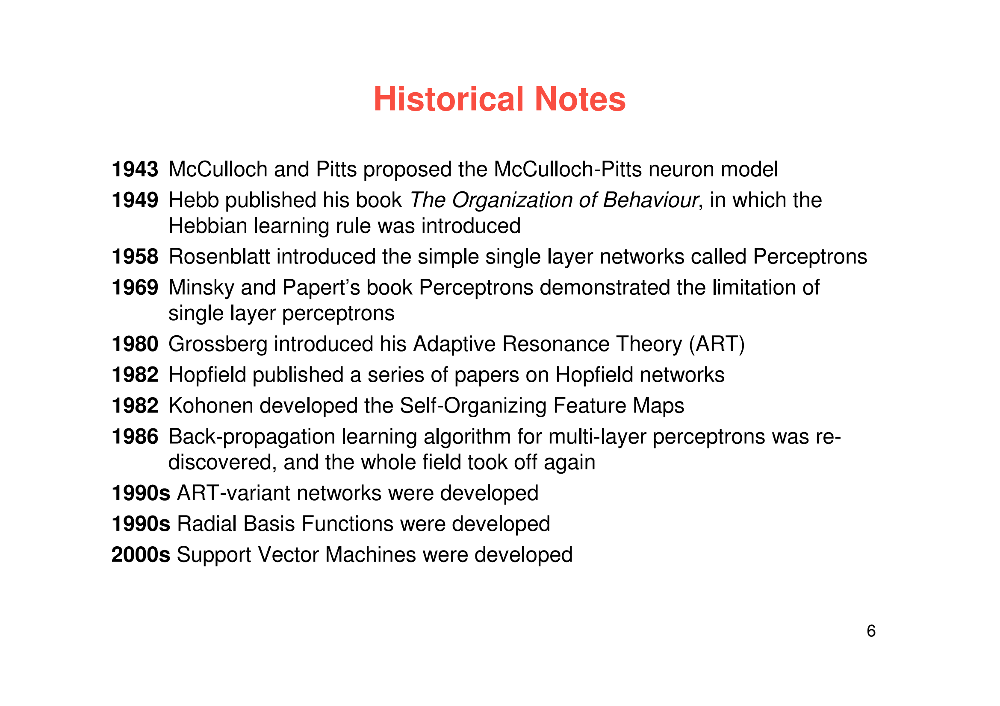 Historical Notes
1943 McCulloch and Pitts proposed the McCulloch-Pitts neuron model
1949 Hebb published his book The Organization of Behaviour, in which the
Hebbian learning rule was introduced
1958 Rosenblatt introduced the simple single layer networks called Perceptrons
1969 Minsky and Papert’s book Perceptrons demonstrated the limitation of
single layer perceptrons
1980 Grossberg introduced his Adaptive Resonance Theory (ART)
1982 Hopfield published a series of papers on Hopfield networks
1982 Kohonen developed the Self-Organizing Feature Maps
1986 Back-propagation learning algorithm for multi-layer perceptrons was re-
discovered, and the whole field took off again
1990s ART-variant networks were developed
1990s Radial Basis Functions were developed
2000s Support Vector Machines were developed
6